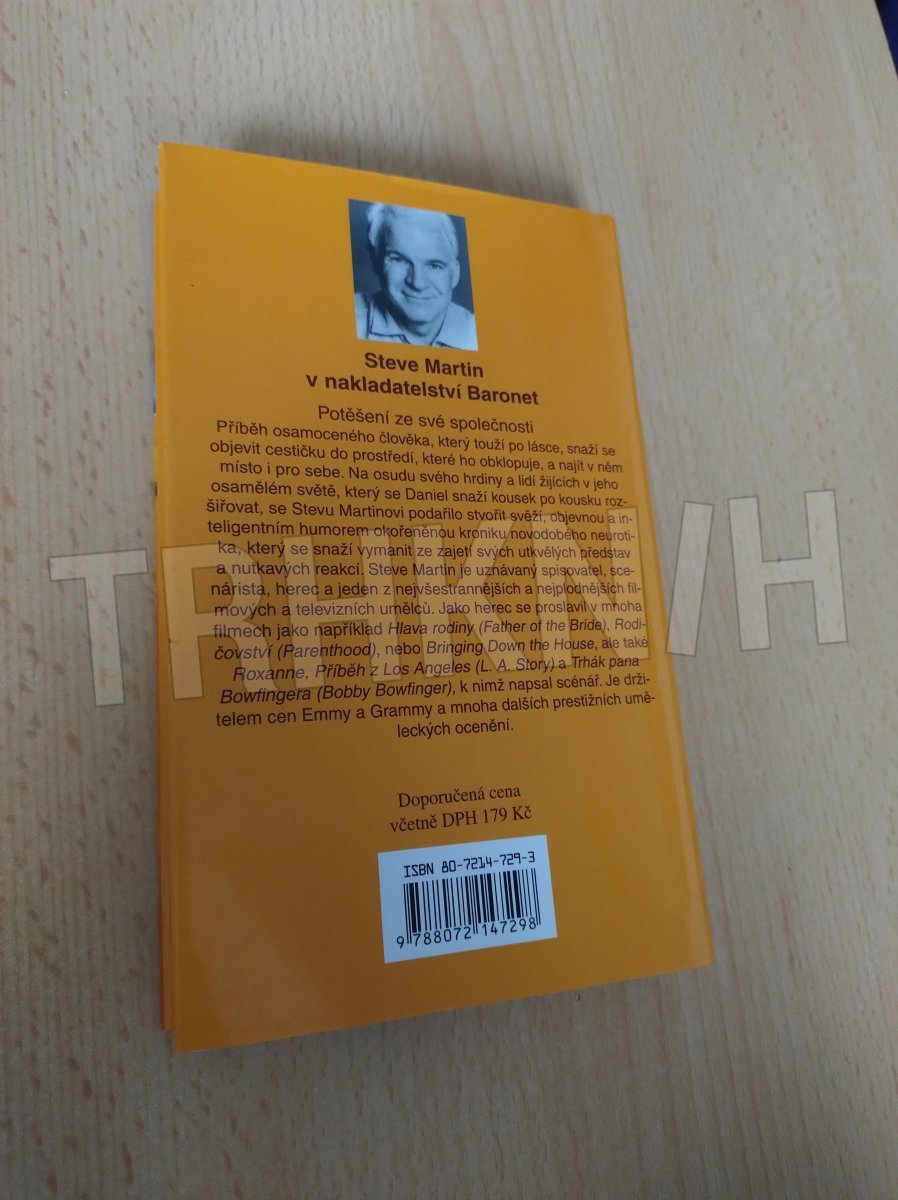 Steve Martin
v nakladatelství Baronet
Potěšení ze své společnosti
Příběh osamoceného člověka, který touží po lásce, snaží se
objevit cestičku do prostředí, které ho obklopuje, a najít v něm
místo i pro sebe. Na osudu svého hrdiny a lidí žijících v jeho
osamělém světě, který se Daniel snaží kousek po kousku roz-
šiřovat, se Stevu Martinovi podařilo stvořit svěží, objevnou a in-
teligentním humorem okořeněnou kroniku novodobého neuroti-
ka, který se snaží vymanit ze zajetí svých utkvělých představ
a nutkavých reakcí. Steve Martin je uznávaný spisovatel, sce-
nárista, herec a jeden z nejvšestrannějších a nejplodnějších fil-
mových a televizních umělců. Jako herec se proslavil v mnoha
filmech jako například Hlava rodiny (Father of the Bride), Rodi-
čovství (Parenthood), nebo Bringing Down the House, ale také
Roxanne, Příběh z Los Angeles (L. A. Story) a Trhák pana
Bowfingera (Bobby Bowfinger), k nimž napsal scénář. Je drži-
telem cen Emmy a Grammy a mnoha dalších prestižních umě-
leckých ocenění.
Doporučená cena
včetně DPH 179 Kč
ISBN 80-7214-729-3
9 788072 147298
TRHKNIH